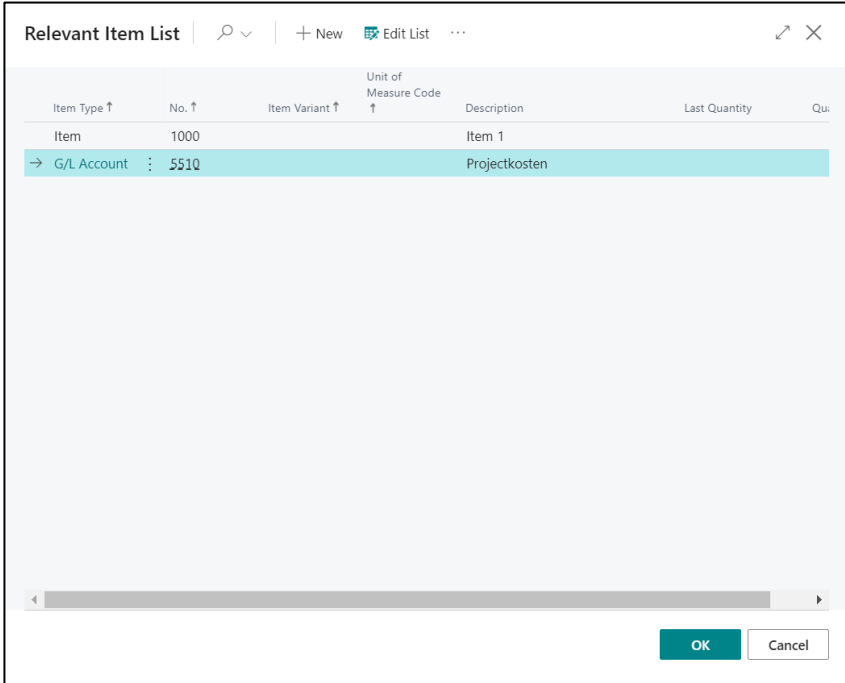 Relevant Item List + New Edit List ...
Item Type ↑ No. ↑ Item Variant ↑ Unit of Measure Code ↑ Description Last Quantity Qu
Item 1000 Item 1
→ G/L Account ⋮ 5510 Projectkosten
OK Cancel